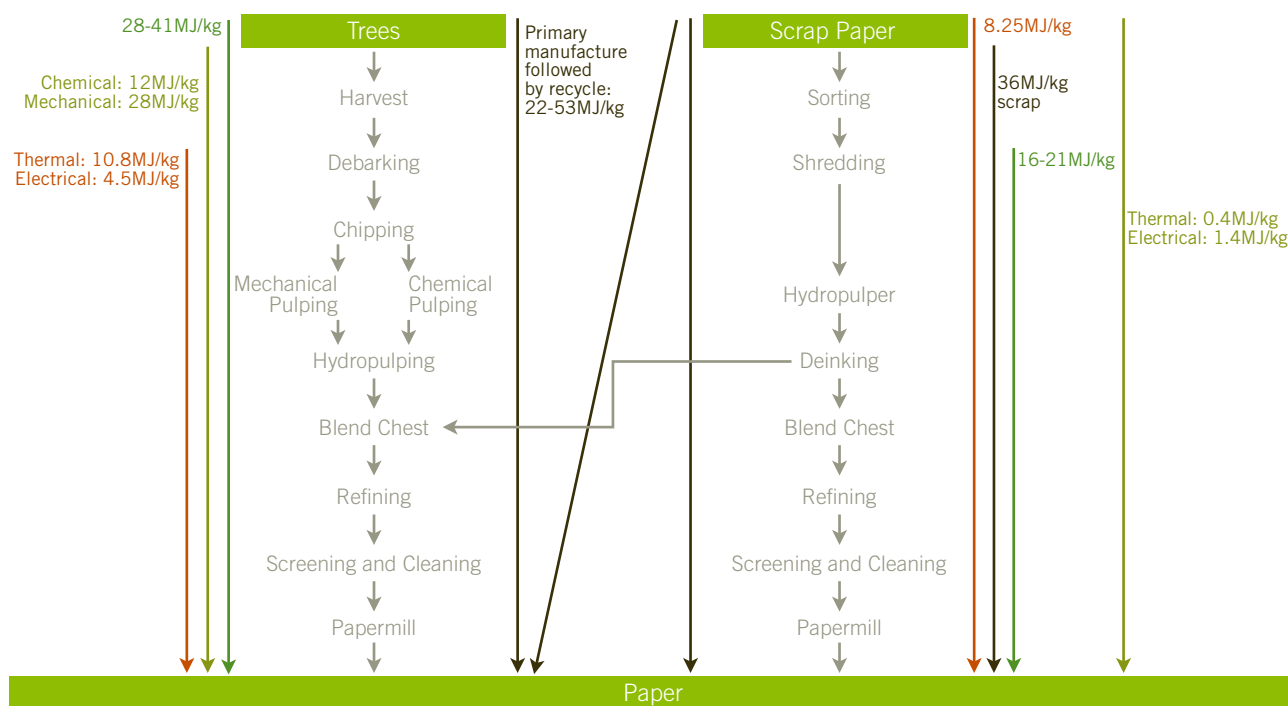 28-41MJ/kg
Trees
Primary
manufacture
followed
by recycle:
22-53MJ/kg
Scrap Paper
8.25MJ/kg
Chemical: 12MJ/kg
Mechanical: 28MJ/kg
Harvest
Sorting
36MJ/kg
scrap
Thermal: 10.8MJ/kg
Electrical: 4.5MJ/kg
Debarking
Shredding
16-21MJ/kg
Chipping
Thermal: 0.4MJ/kg
Electrical: 1.4MJ/kg
Mechanical
Pulping
Chemical
Pulping
Hydropulper
Hydropulping
Deinking
Blend Chest
Blend Chest
Refining
Refining
Screening and Cleaning
Screening and Cleaning
Papermill
Papermill
Paper